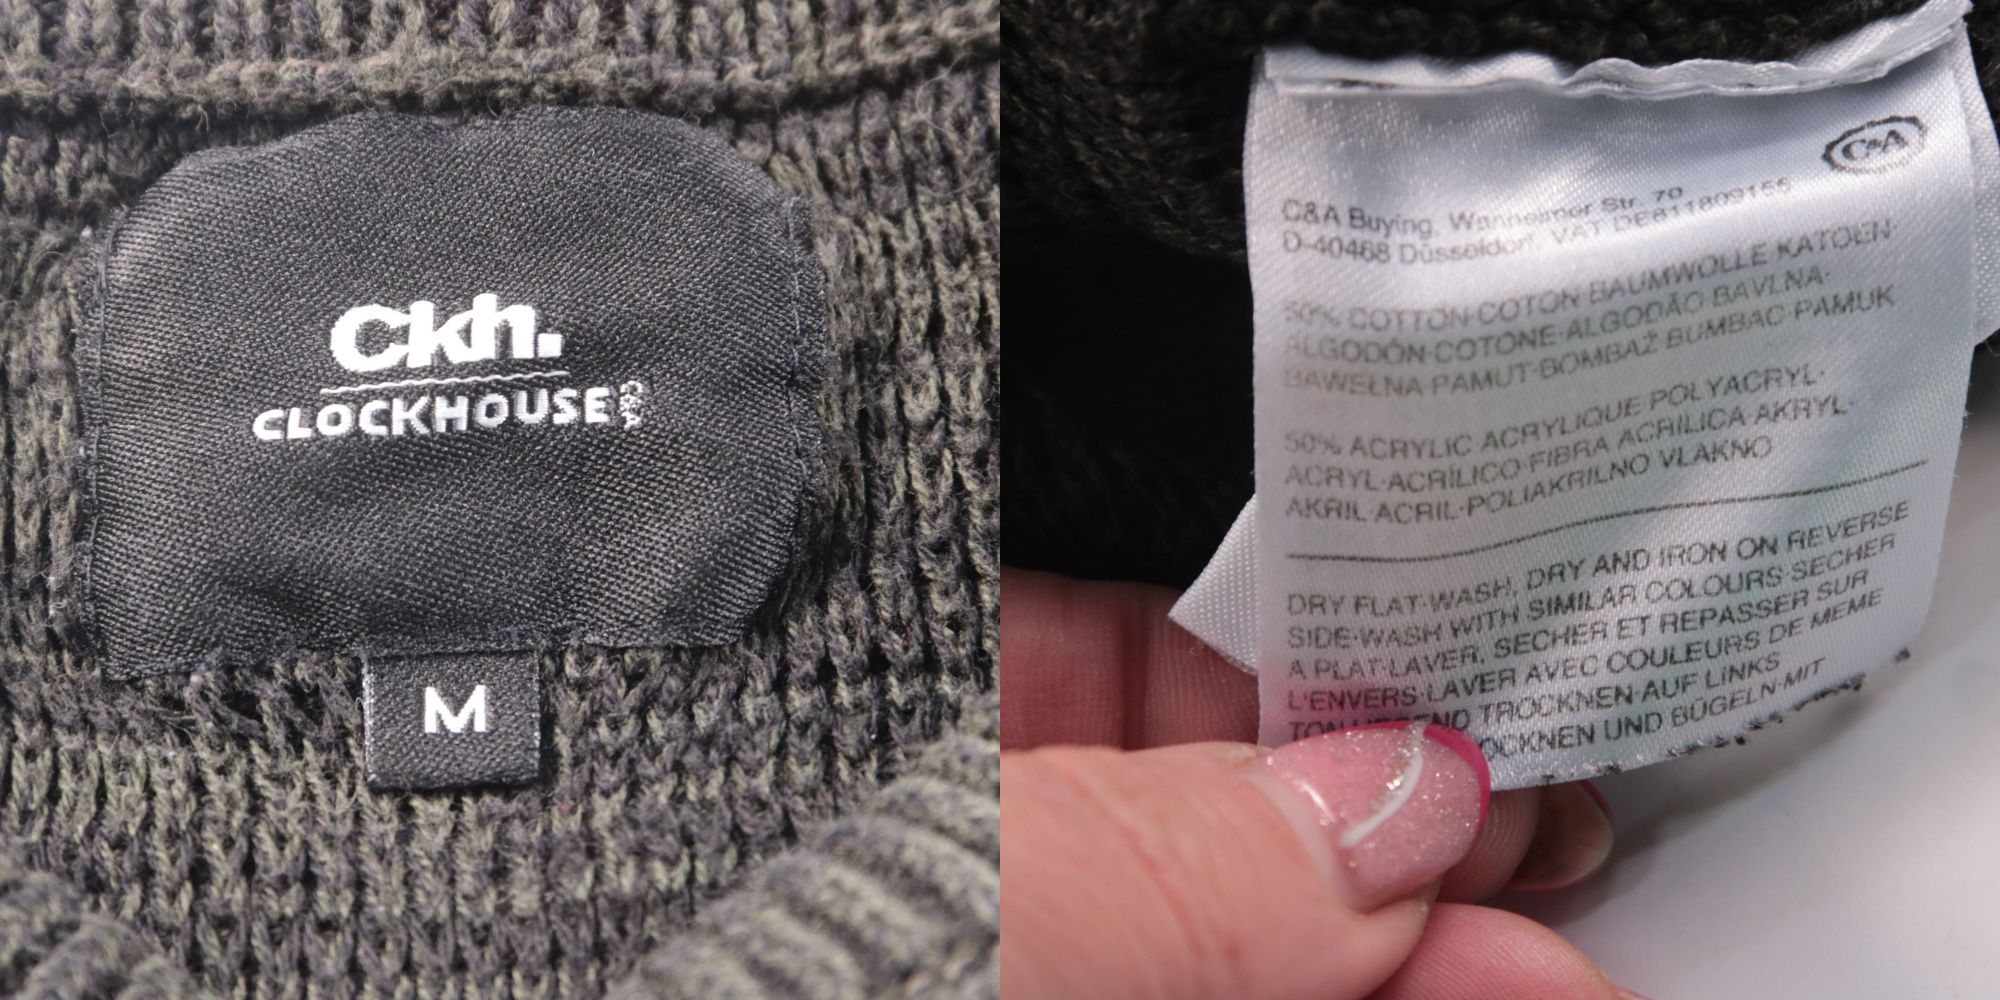 Ckh.
CLOCKHOUSE
C&A
M
C&A
C&A Buying, Wanheimer Str. 70
D-40468 Düsseldorf VAT DE811809155
50% COTTON·COTON BAUMWOLLE KATOEN·
ALGODÓN·COTONE·ALGODÃO·BAVLNA·
BAWEŁNA·PAMUT·BOMBAŽ BUMBAC·PAMUK
50% ACRYLIC·ACRYLIQUE·POLYACRYL·
ACRYL·ACRÍLICO·FIBRA ACRÍLICA·AKRYL·
AKRIL·ACRIL·POLIAKRILNO VLAKNO
DRY FLAT·WASH, DRY AND IRON ON REVERSE
SIDE·WASH WITH SIMILAR COLOURS·SECHER
A PLAT·LAVER, SECHER ET REPASSER SUR
L'ENVERS·LAVER AVEC COULEURS DE MEME
TON TROCKNEN·AUF LINKS
UND BÜGELN·MIT